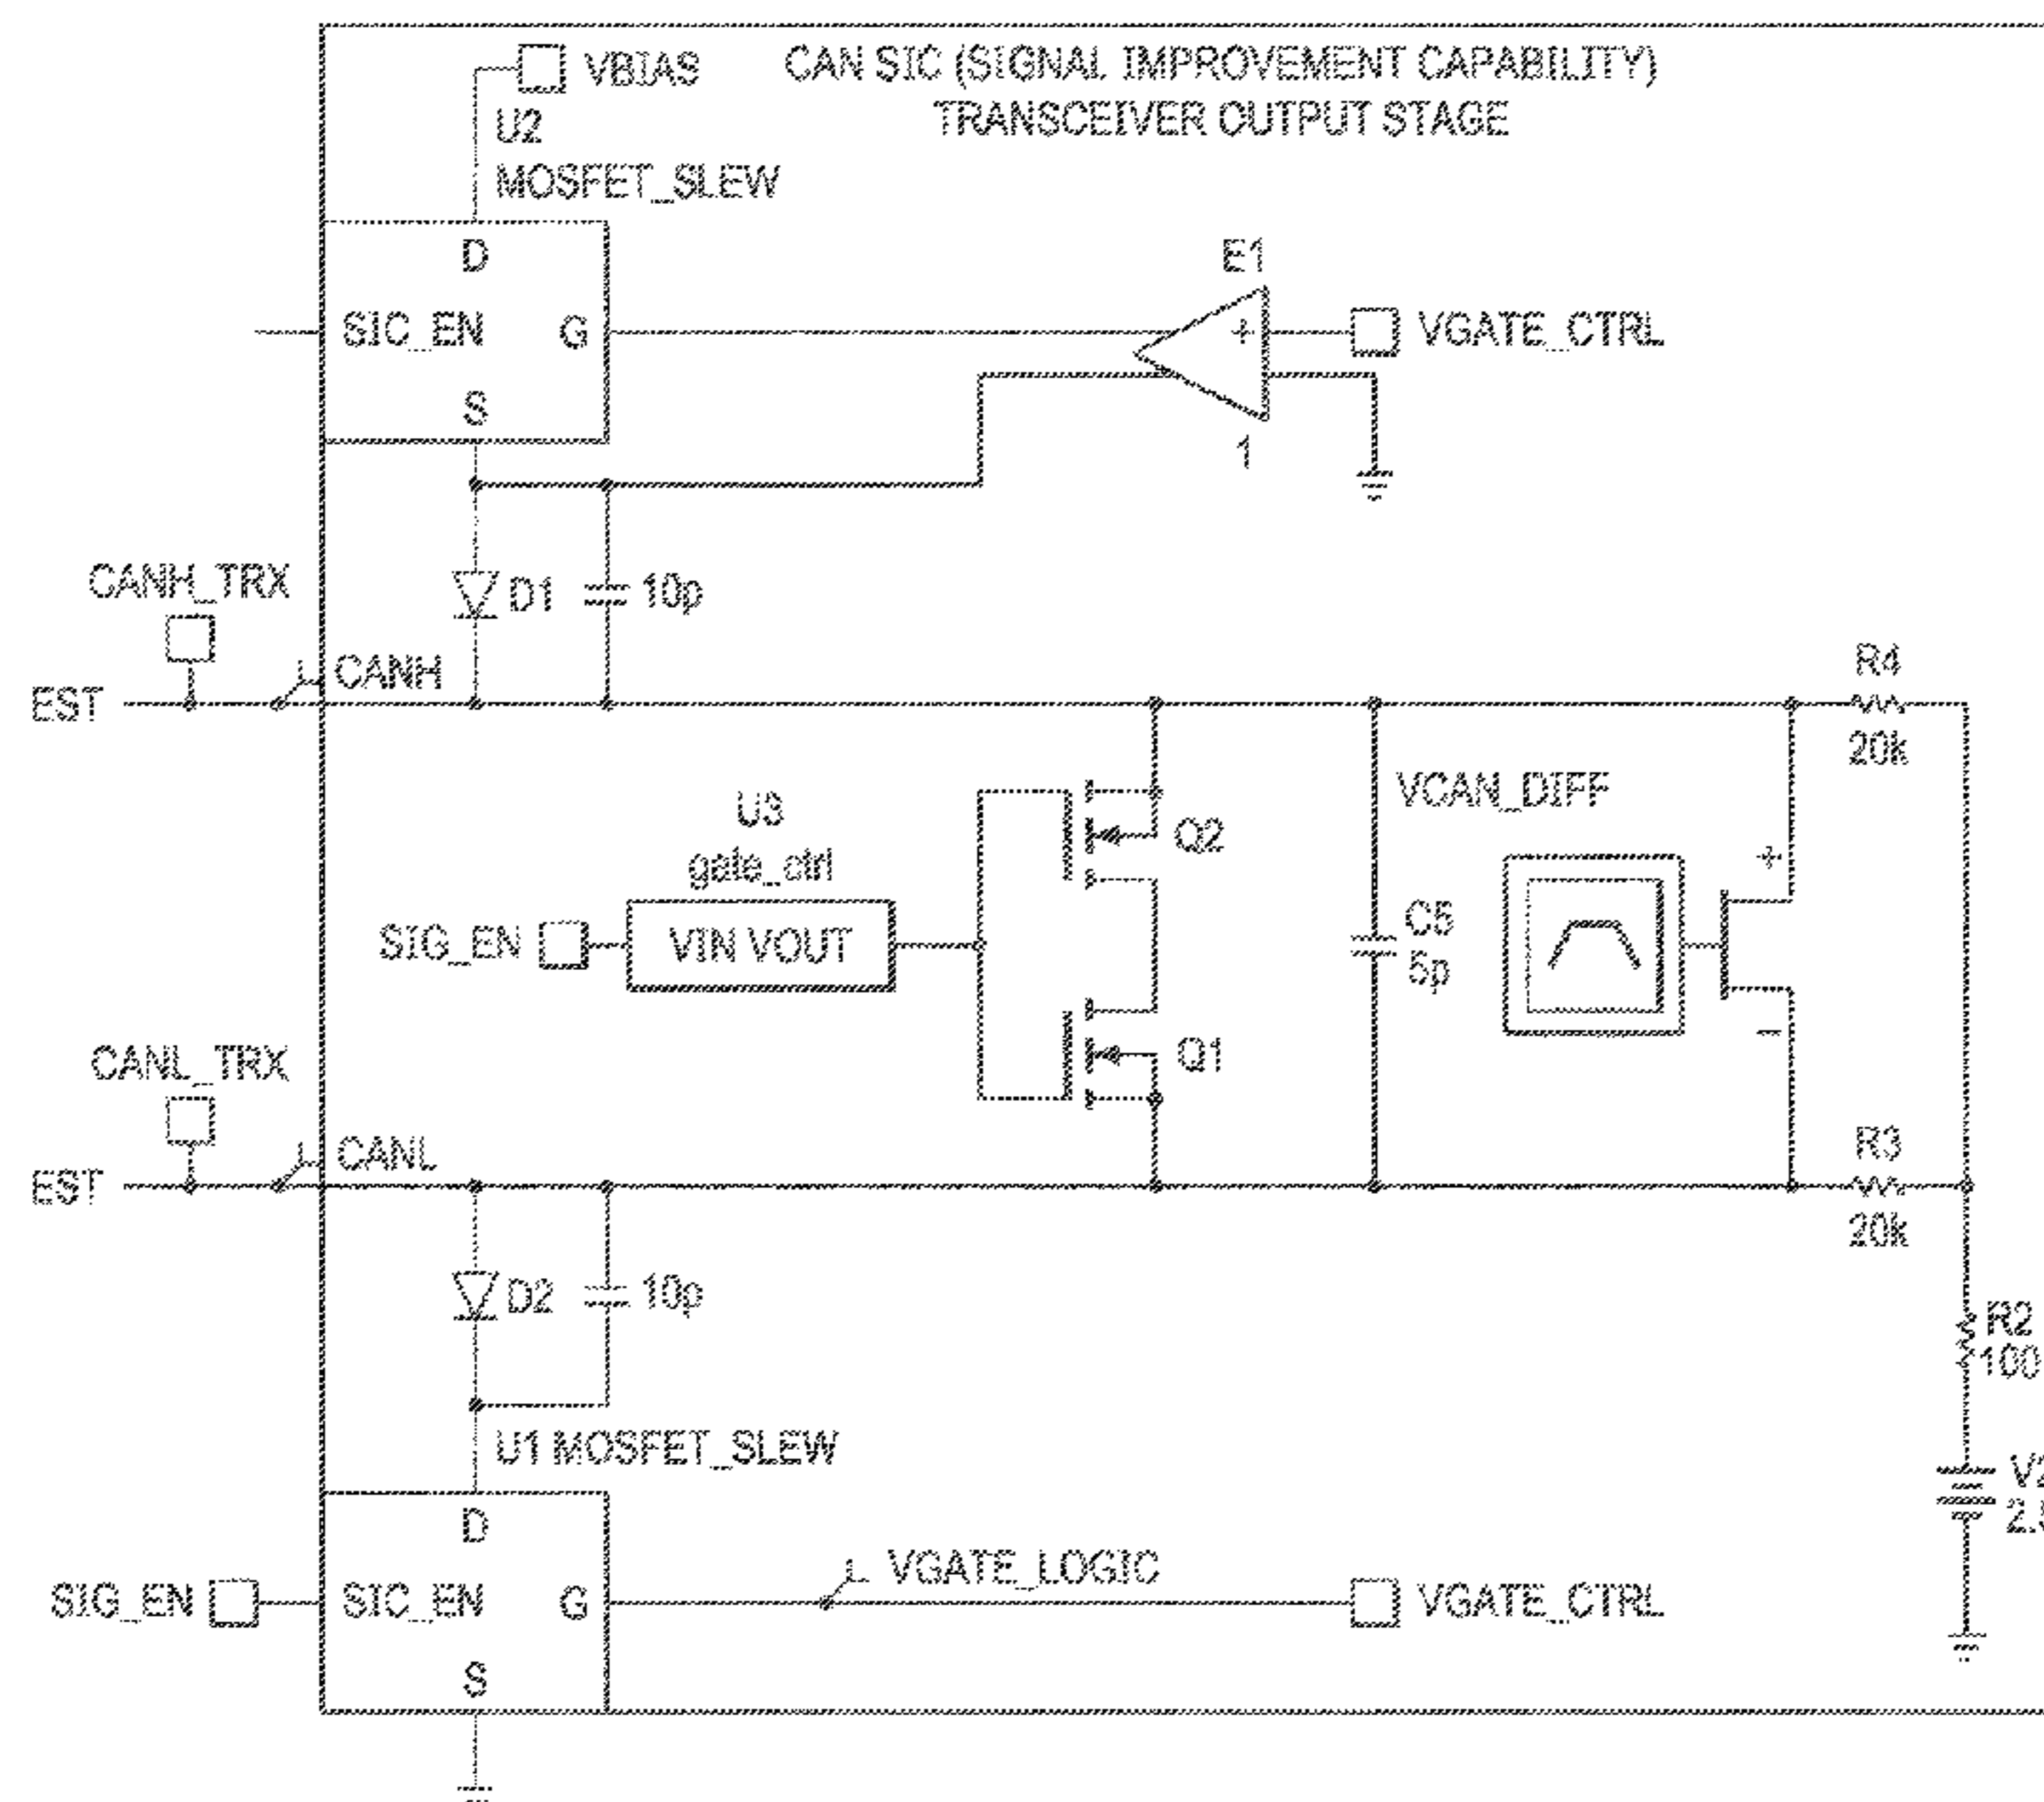 VBIAS
CAN SIC (SIGNAL IMPROVEMENT CAPABILITY)
TRANSCEIVER OUTPUT STAGE
U2
MOSFET_SLEW
D
SIC_EN
G
S
E1
+
1
VGATE_CTRL
CANH_TRX
D1
10p
EST
CANH
R4
20k
VCAN_DIFF
U3
gate_ctrl
SIG_EN
VIN VOUT
Q2
C5
5p
+
-
Q1
CANL_TRX
EST
CANL
R3
20k
D2
10p
R2
100
U1 MOSFET_SLEW
D
SIG_EN
SIC_EN
G
S
VGATE_LOGIC
VGATE_CTRL